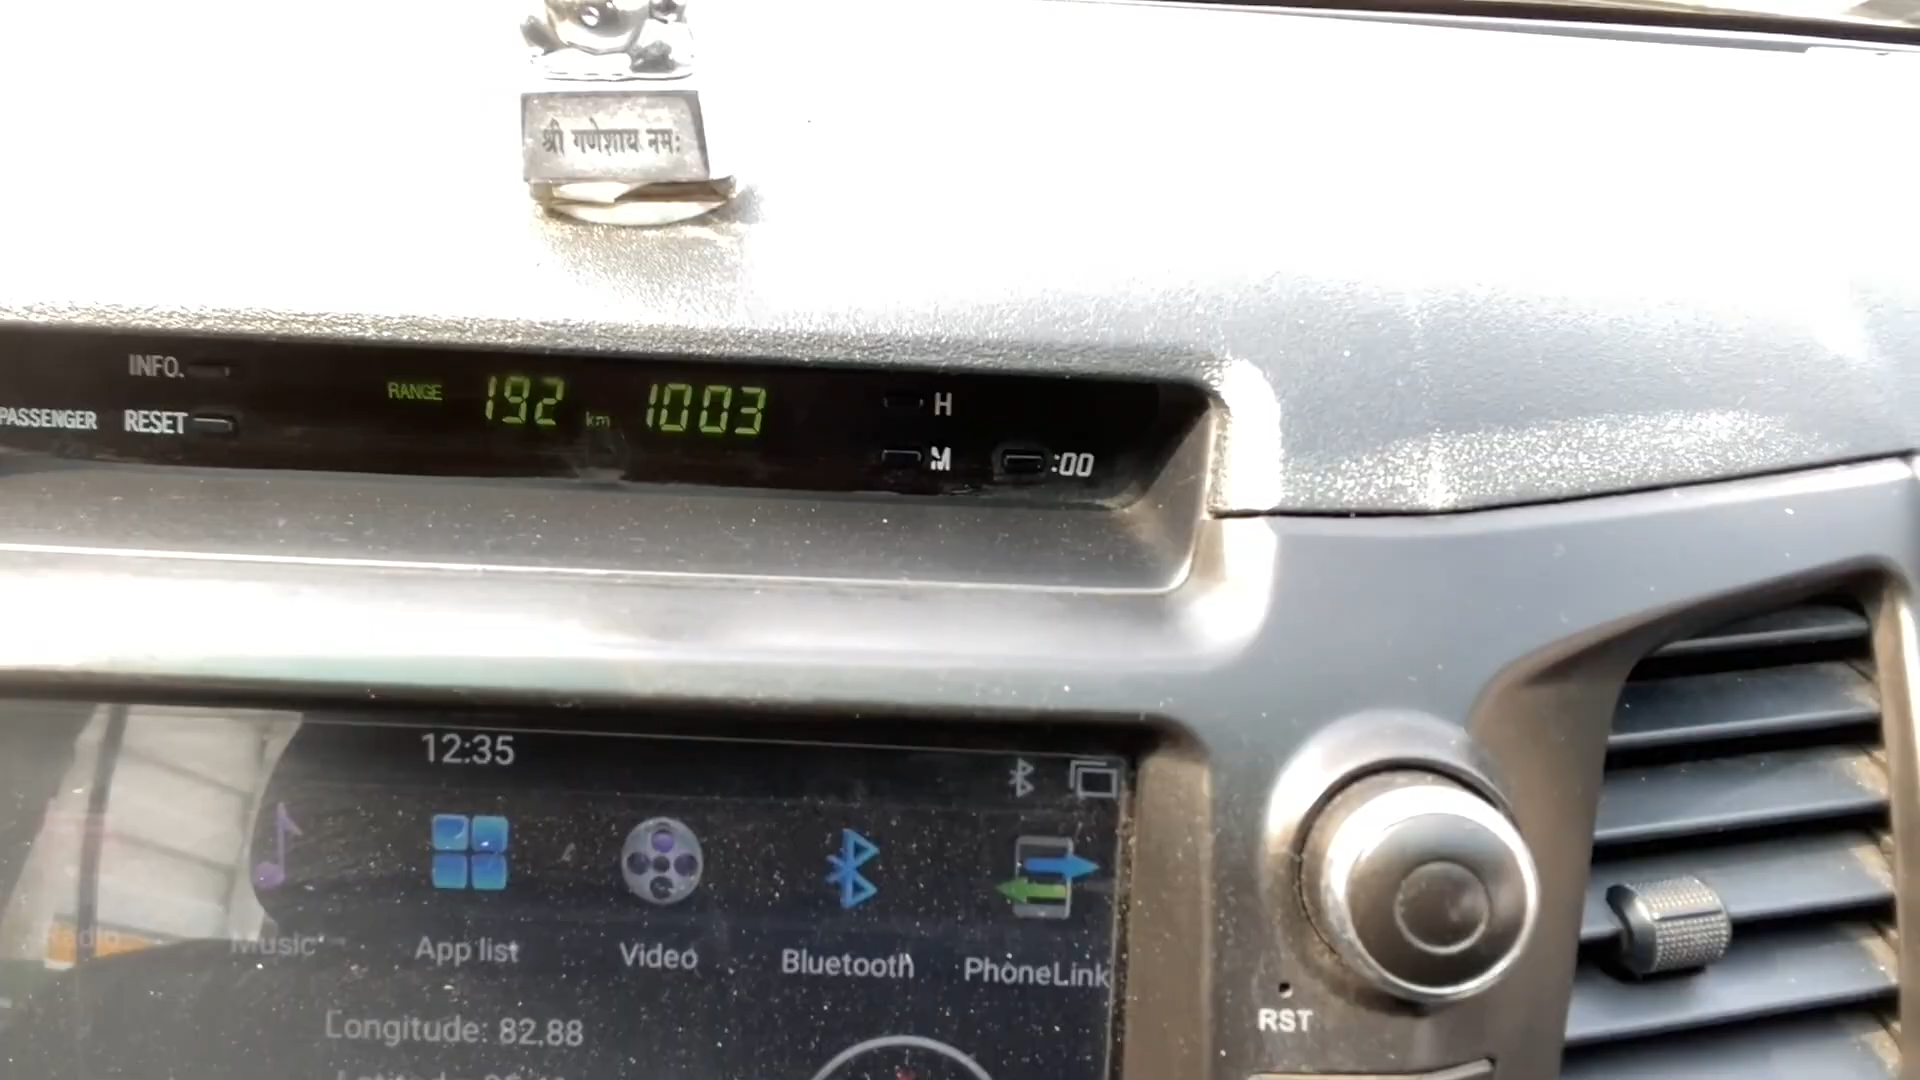 श्री गणेशाय नमः
INFO.
PASSENGER RESET
RANGE 192 km 1003
H
M :00
12:35
Radio Music App list Video Bluetooth PhoneLink
Longitude: 82,88
RST